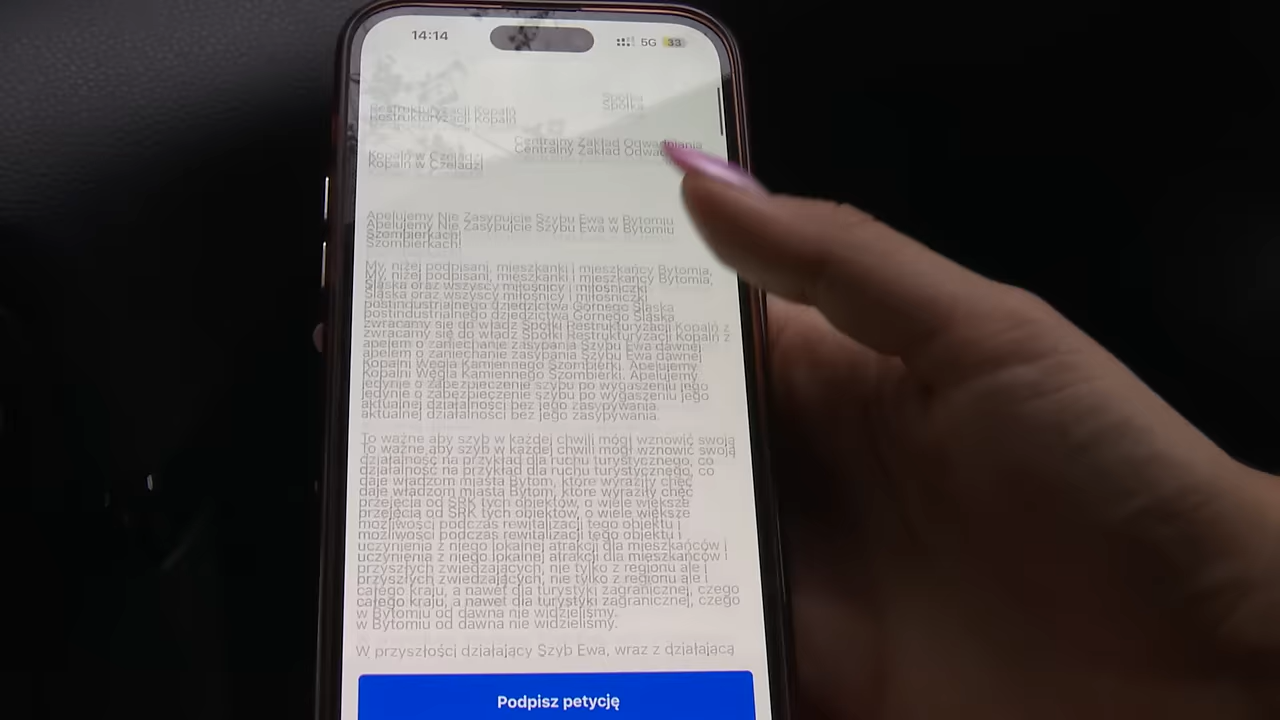 14:14
5G 33
Spółka
Restrukturyzacji Kopalń
Centralny Zakład Odwadniania
Kopalń w Czeladzi
Apelujemy Nie Zasypujcie Szybu Ewa w Bytomiu
Szombierkach!
My, niżej podpisani, mieszkanki i mieszkańcy Bytomia,
Śląska oraz wszyscy miłośnicy i miłośniczki
postindustrialnego dziedzictwa Górnego Śląska
zwracamy się do władz Spółki Restrukturyzacji Kopalń z
apelem o zaniechanie zasypania Szybu Ewa dawnej
Kopalni Węgla Kamiennego Szombierki. Apelujemy
jedynie o zabezpieczenie szybu po wygaszeniu jego
aktualnej działalności bez jego zasypywania.
To ważne aby szyb w każdej chwili mógł wznowić swoją
działalność na przykład dla ruchu turystycznego, co
daje władzom miasta Bytom, które wyraziły chęć
przejęcia od SRK tych obiektów, o wiele większe
możliwości podczas rewitalizacji tego obiektu i
uczynienia z niego lokalnej atrakcji dla mieszkańców i
przyszłych zwiedzających, nie tylko z regionu ale i
całego kraju, a nawet dla turystyki zagranicznej, czego
w Bytomiu od dawna nie widzieliśmy.
W przyszłości działający Szyb Ewa, wraz z działającą
Podpisz petycję